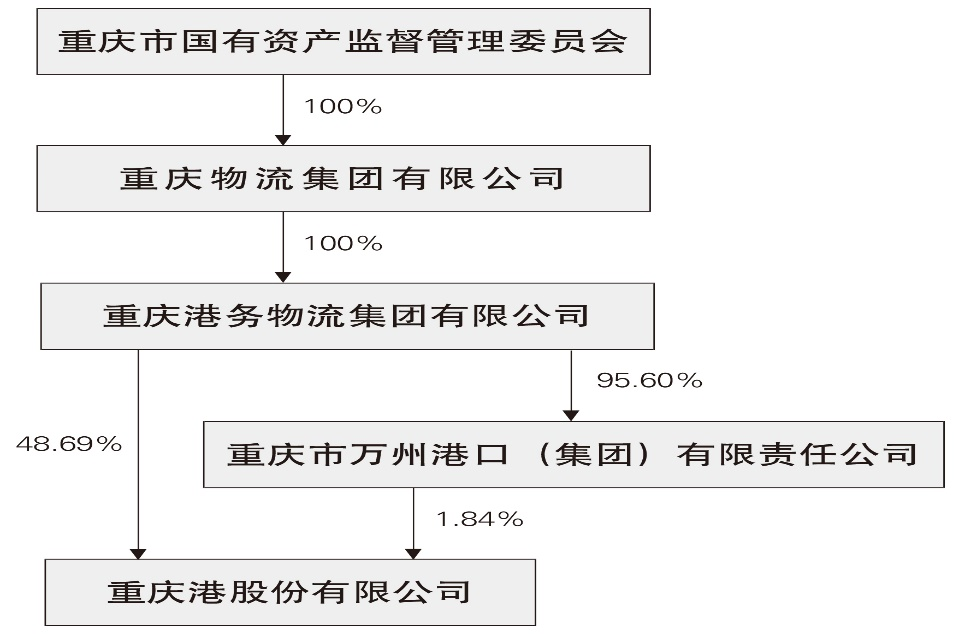 重庆市国有资产监督管理委员会
100%
重庆物流集团有限公司
100%
重庆港务物流集团有限公司
95.60%
48.69%
重庆市万州港口（集团）有限责任公司
1.84%
重庆港股份有限公司